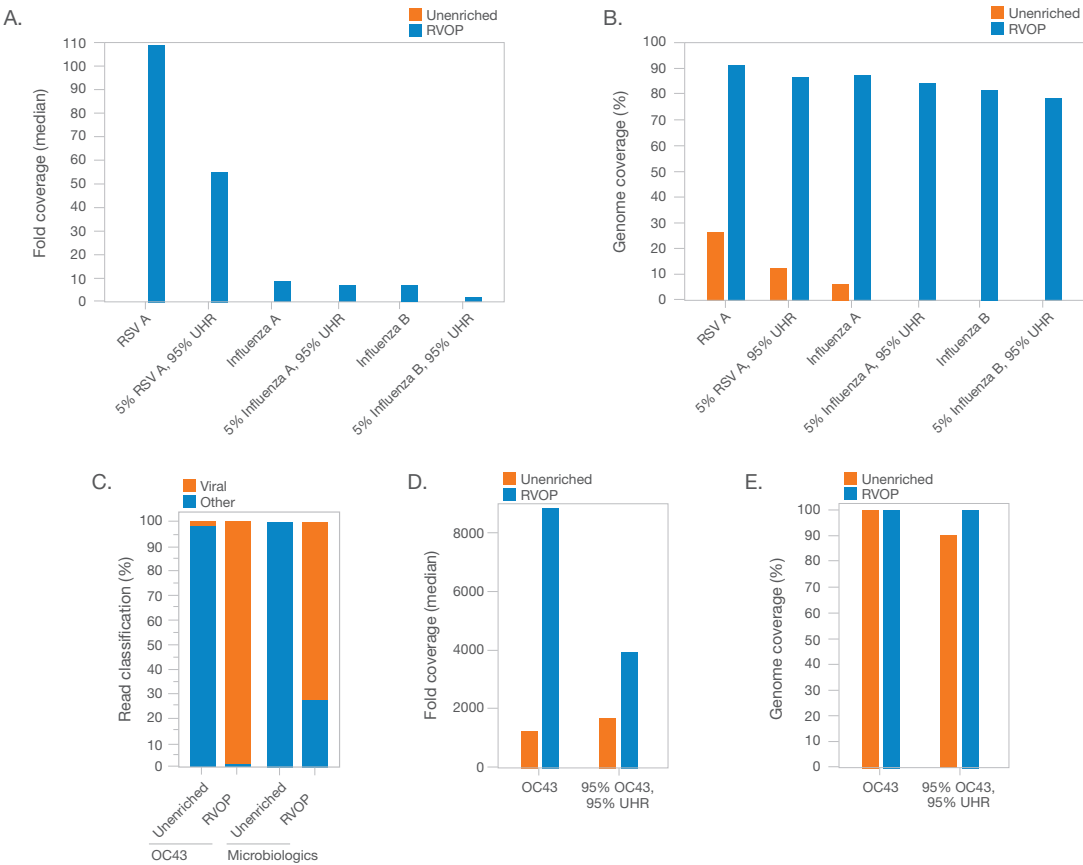 A.
Unenriched
RVOP
Fold coverage (median)
110
100
90
80
70
60
50
40
30
20
10
0
RSV A
5% RSV A, 95% UHR
Influenza A
5% Influenza A, 95% UHR
Influenza B
5% Influenza B, 95% UHR
B.
Unenriched
RVOP
Genome coverage (%)
100
90
80
70
60
50
40
30
20
10
0
RSV A
5% RSV A, 95% UHR
Influenza A
5% Influenza A, 95% UHR
Influenza B
5% Influenza B, 95% UHR
C.
Viral
Other
Read classification (%)
100
90
80
70
60
50
40
30
20
10
0
Unenriched
RVOP
Unenriched
RVOP
OC43
Microbiologics
D.
Unenriched
RVOP
Fold coverage (median)
8000
6000
4000
2000
0
OC43
95% OC43,
95% UHR
E.
Unenriched
RVOP
Genome coverage (%)
100
90
80
70
60
50
40
30
20
10
0
OC43
95% OC43,
95% UHR